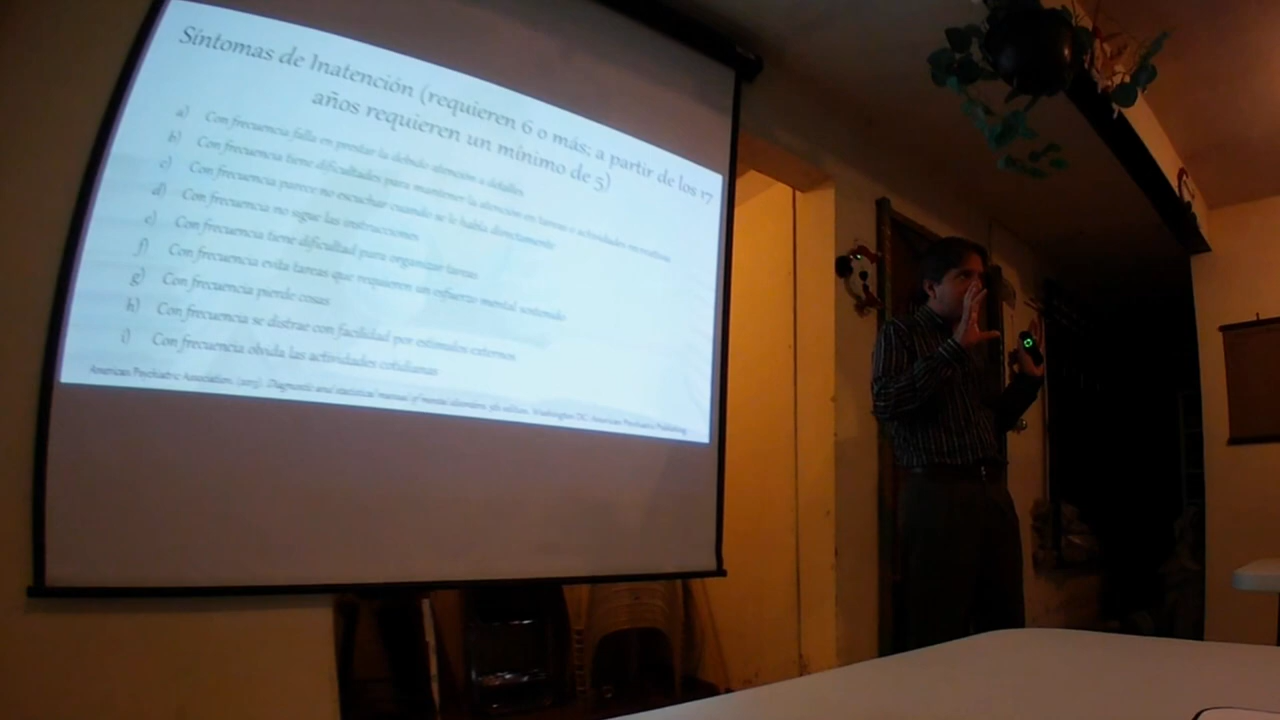 Síntomas de Inatención (requieren 6 o más; a partir de los 17
años requieren un mínimo de 5)
a) Con frecuencia falla en prestar la debida atención a detalles
b) Con frecuencia tiene dificultades para mantener la atención en tareas o actividades recreativas
c) Con frecuencia parece no escuchar cuando se le habla directamente
d) Con frecuencia no sigue las instrucciones
e) Con frecuencia tiene dificultad para organizar tareas
f) Con frecuencia evita tareas que requieren un esfuerzo mental sostenido
g) Con frecuencia pierde cosas
h) Con frecuencia se distrae con facilidad por estímulos externos
i) Con frecuencia olvida las actividades cotidianas
American Psychiatric Association. (2013). Diagnostic and statistical manual of mental disorders: 5th edition. Washington DC: American Psychiatric Publishing.